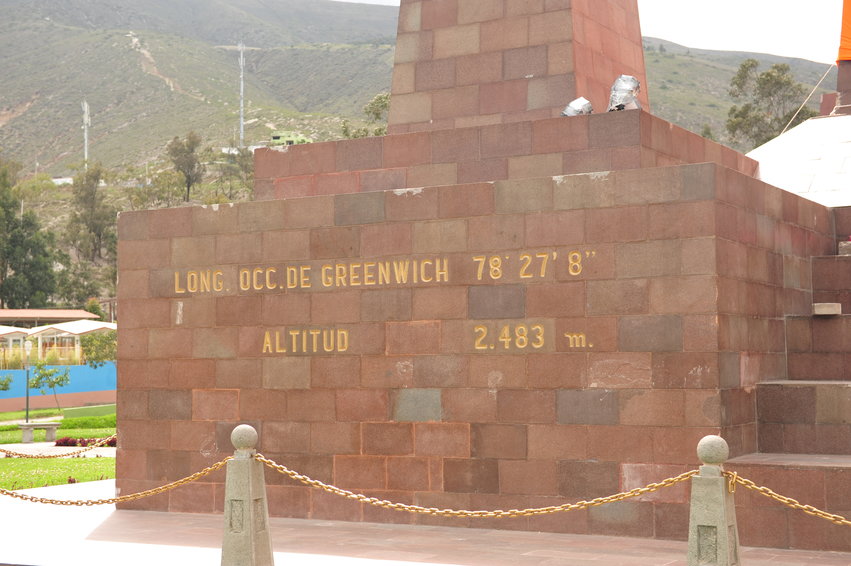 LONG. OCC. DE GREENWICH 78° 27' 8"
ALTITUD 2.483 m.